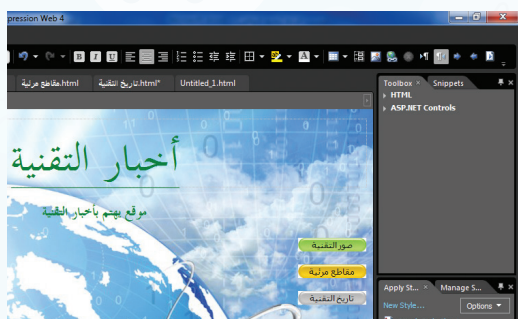 pression Web 4
B I U A
مقاطع مرئية.html
تاريخ التقنية.html*
Untitled_1.html
Toolbox Snippets
HTML
ASP.NET Controls
أخبار التقنية
موقع يهتم بأخبار التقنية
صور التقنية
مقاطع مرئية
تاريخ التقنية
Apply St... Manage S...
New Style...
Options